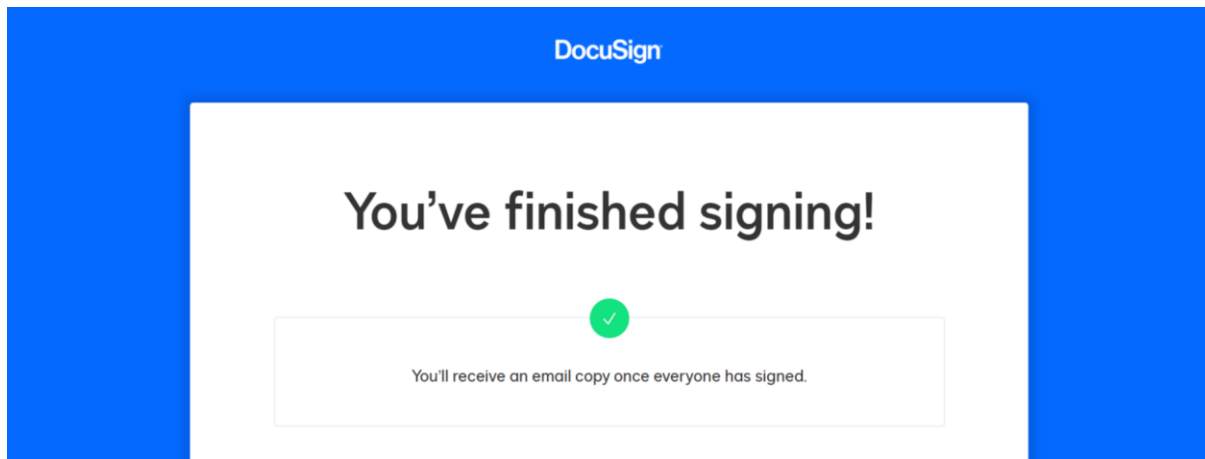 DocuSign
You've finished signing!
You'll receive an email copy once everyone has signed.